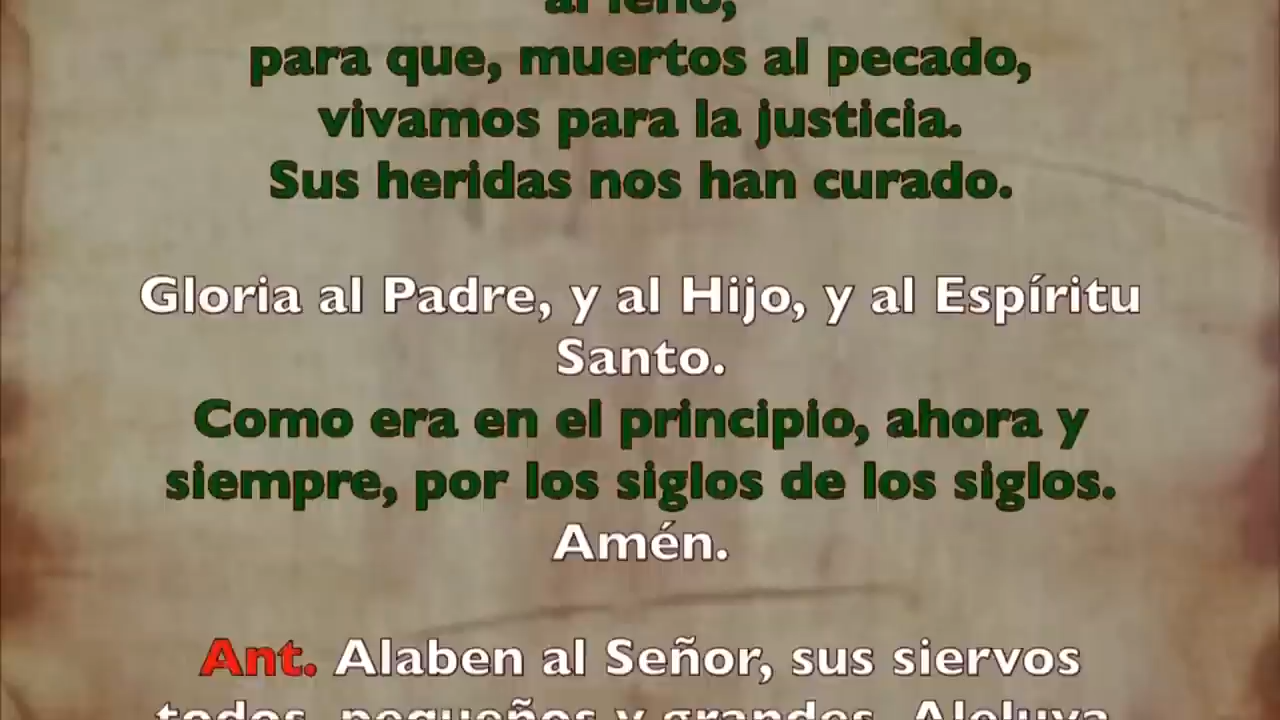 al leño,
para que, muertos al pecado,
vivamos para la justicia.
Sus heridas nos han curado.
Gloria al Padre, y al Hijo, y al Espíritu
Santo.
Como era en el principio, ahora y
siempre, por los siglos de los siglos.
Amén.
Ant. Alaben al Señor, sus siervos
todos, pequeños y grandes. Aleluya